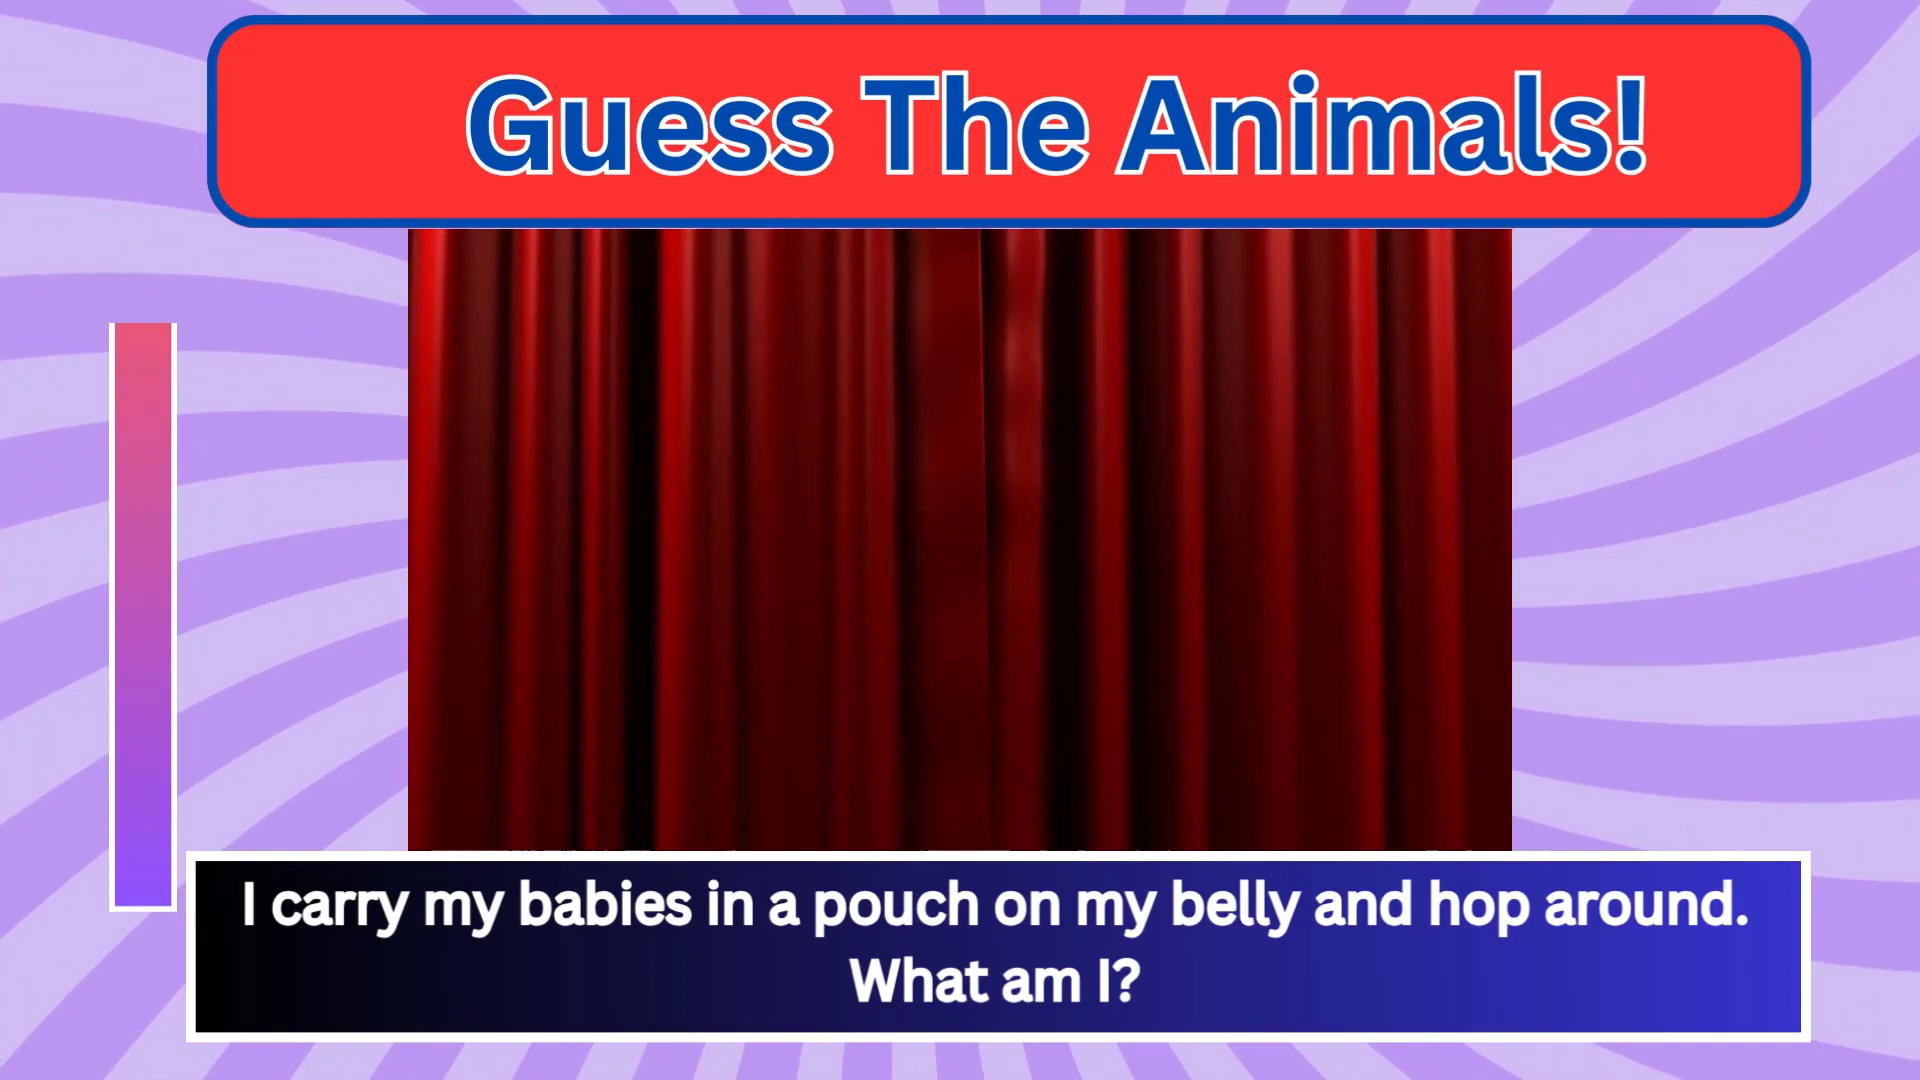 Guess The Animals!
I carry my babies in a pouch on my belly and hop around.
What am I?